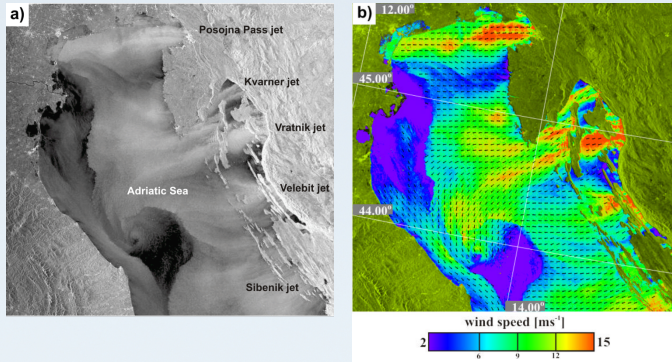 a)
Posojna Pass jet
Kvarner jet
Vratnik jet
Adriatic Sea
Velebit jet
Sibenik jet
b)
12.00°
45.00°
44.00°
14.00°
wind speed [ms⁻¹]
2 15
6 9 12